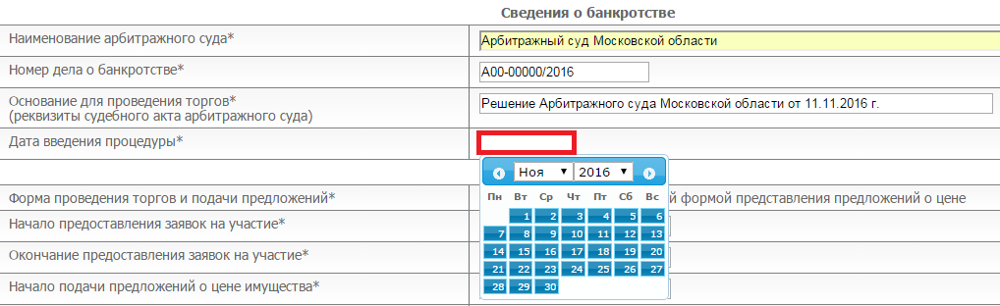 Сведения о банкротстве
Наименование арбитражного суда*
Арбитражный суд Московской области
Номер дела о банкротстве*
А00-00000/2016
Основание для проведения торгов*
(реквизиты судебного акта арбитражного суда)
Решение Арбитражного суда Московской области от 11.11.2016 г.
Дата введения процедуры*
Ноя 2016
Пн Вт Ср Чт Пт Сб Вс
1 2 3 4 5 6
7 8 9 10 11 12 13
14 15 16 17 18 19 20
21 22 23 24 25 26 27
28 29 30
Форма проведения торгов и подачи предложений*
й формой представления предложений о цене
Начало предоставления заявок на участие*
Окончание предоставления заявок на участие*
Начало подачи предложений о цене имущества*